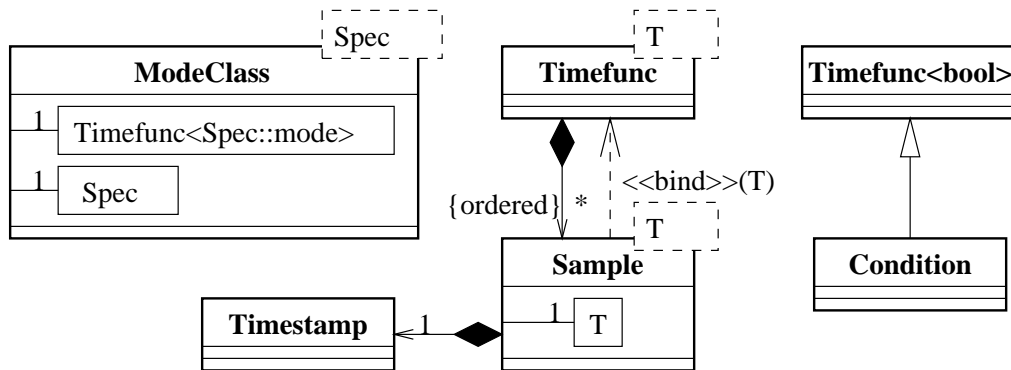 Spec
ModeClass
1
Timefunc<Spec::mode>
1
Spec
T
Timefunc
<<bind>>(T)
{ordered}
*
T
Sample
1
T
Timestamp
1
Timefunc<bool>
Condition